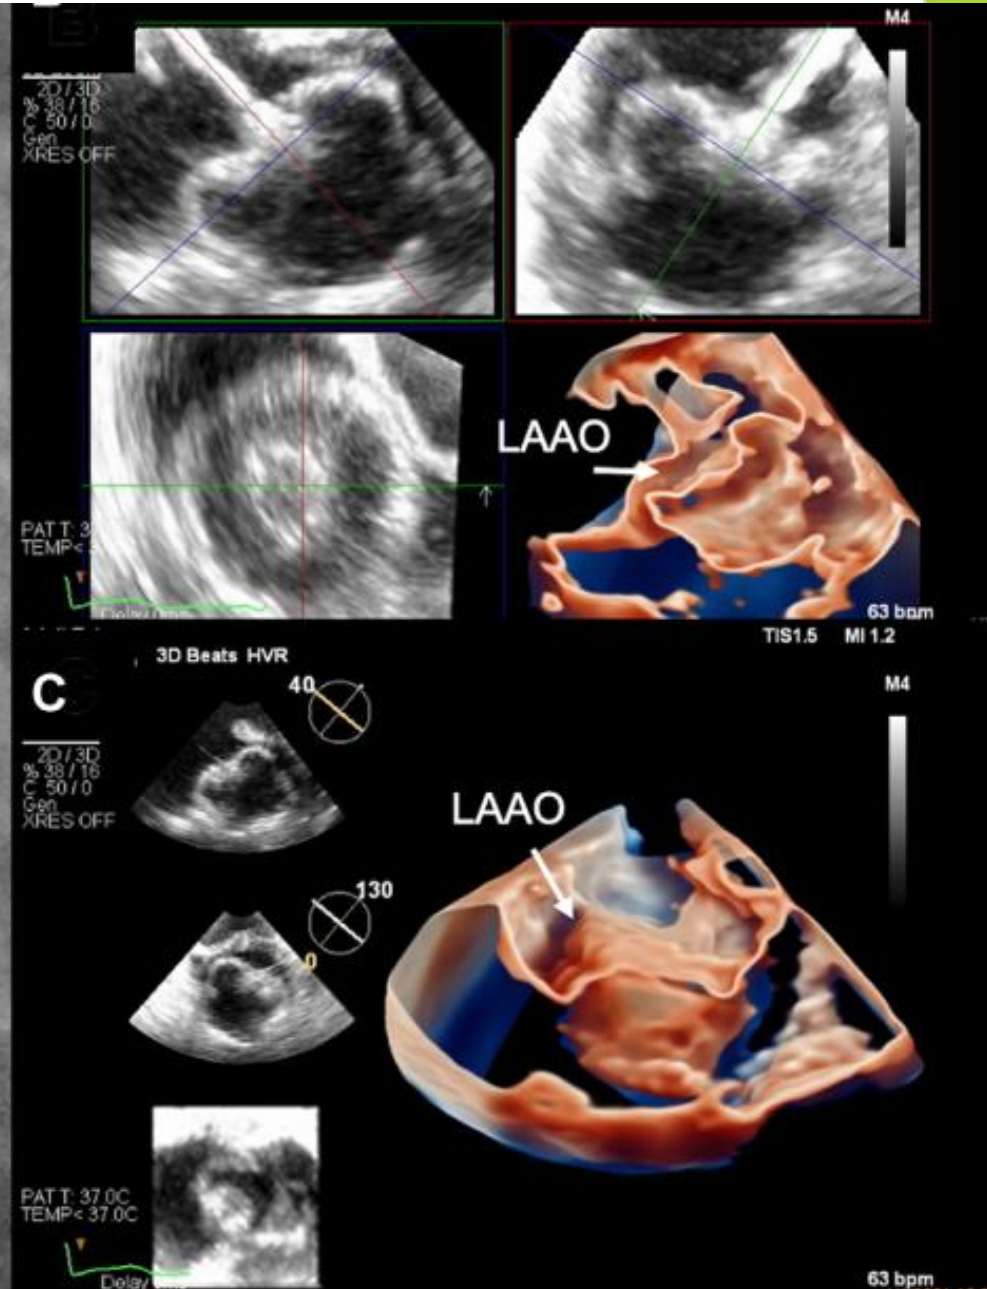 B
M4
2D / 3D
% 38 / 16
C 50 / 0
Gen
XRES OFF
LAAO
PAT T: 3
TEMP<
Delay 0ms
63 bpm
TIS1.5 MI 1.2
3D Beats HVR
C
40
M4
2D / 3D
% 38 / 16
C 50 / 0
Gen
XRES OFF
LAAO
130
0
PAT T: 37.0C
TEMP< 37.0C
Delay
63 bpm